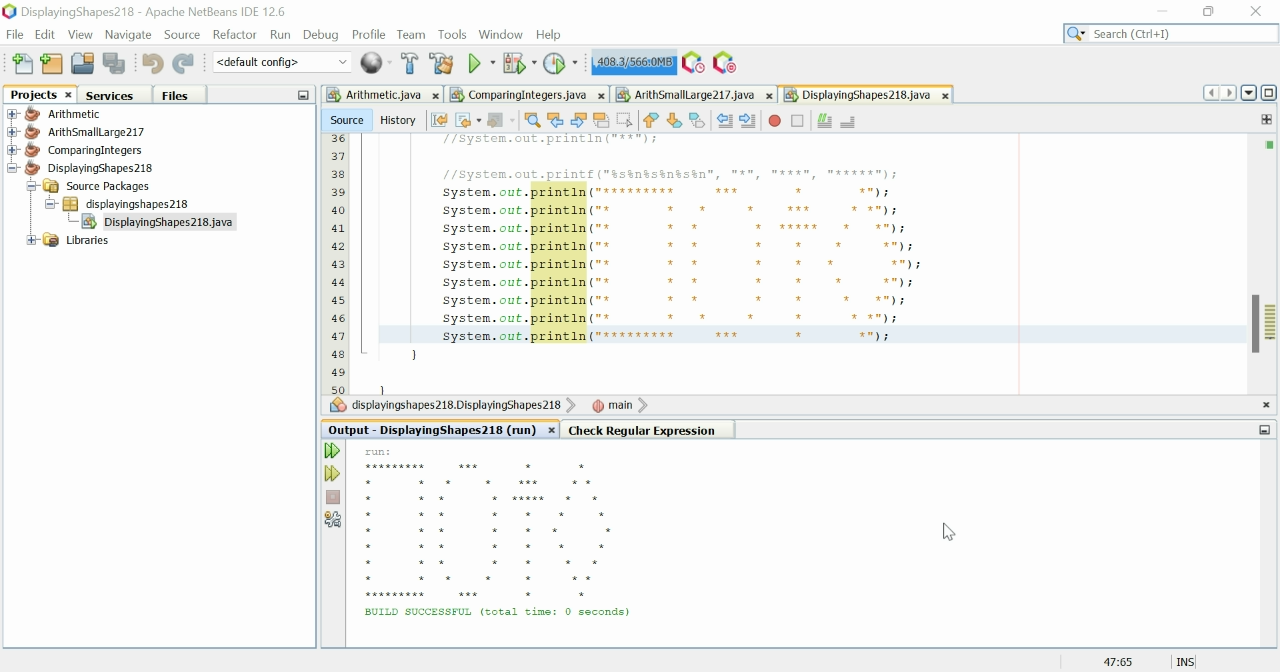 DisplayingShapes218 - Apache NetBeans IDE 12.6
File Edit View Navigate Source Refactor Run Debug Profile Team Tools Window Help
Search (Ctrl+I)
<default config>
408.3/566.0MB
Projects Services Files
Arithmetic.java ComparingIntegers.java ArithSmallLarge217.java DisplayingShapes218.java
Source History
Arithmetic
ArithSmallLarge217
ComparingIntegers
DisplayingShapes218
Source Packages
displayingshapes218
DisplayingShapes218.java
Libraries
36 //System.out.println("**");
37
38 //System.out.printf("%s%n%s%n%s%n", "*", "***", "*****");
39 System.out.println("*********     ***       *       *");
40 System.out.println("*       *   *     *    ***     * *");
41 System.out.println("*       *  *       *  *****   *   *");
42 System.out.println("*       *  *       *    *    *     *");
43 System.out.println("*       *  *       *    *   *       *");
44 System.out.println("*       *  *       *    *    *     *");
45 System.out.println("*       *  *       *    *     *   *");
46 System.out.println("*       *   *     *     *      * *");
47 System.out.println("*********     ***       *       *");
48 }
49
50 }
displayingshapes218.DisplayingShapes218 main
Output - DisplayingShapes218 (run) Check Regular Expression
run:
*********     ***       *       *
*       *   *     *    ***     * *
*       *  *       *  *****   *   *
*       *  *       *    *    *     *
*       *  *       *    *   *       *
*       *  *       *    *    *     *
*       *  *       *    *     *   *
*       *   *     *     *      * *
*********     ***       *       *
BUILD SUCCESSFUL (total time: 0 seconds)
47:65 INS